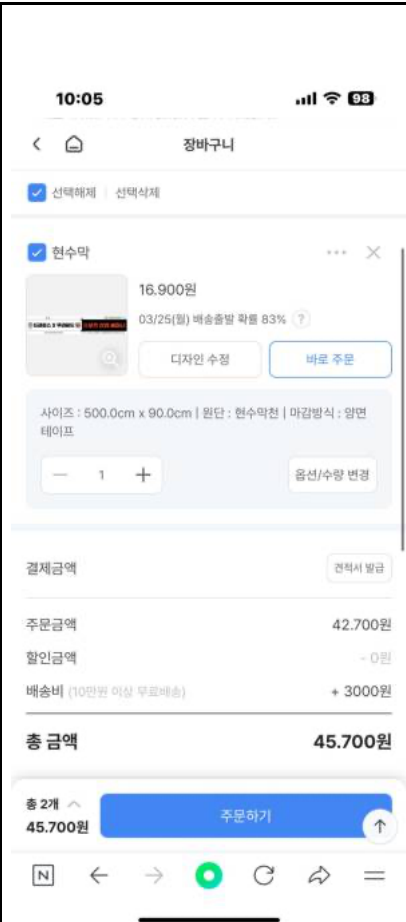 10:05
98
장바구니
선택해제 | 선택삭제
현수막
16.900원
03/25(월) 배송출발 확률 83% ?
디자인 수정
바로 주문
사이즈 : 500.0cm x 90.0cm | 원단 : 현수막천 | 마감방식 : 양면
테이프
1
옵션/수량 변경
결제금액
견적서 발급
주문금액
42.700원
할인금액
- 0원
배송비 (10만원 이상 무료배송)
+ 3000원
총 금액
45.700원
총 2개
45.700원
주문하기
N